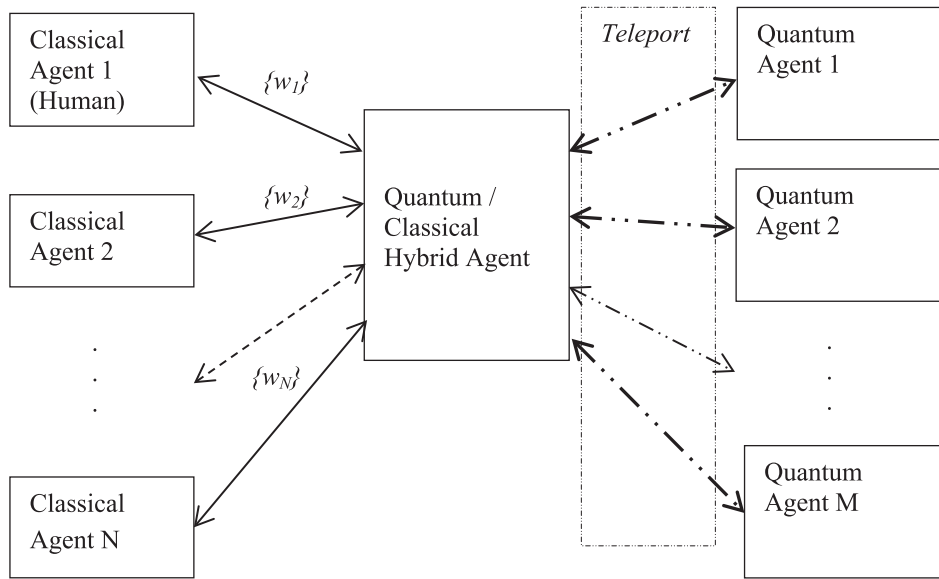 Classical
Agent 1
(Human)
{w1}
Teleport
Quantum
Agent 1
Classical
Agent 2
{w2}
Quantum /
Classical
Hybrid Agent
Quantum
Agent 2
{wN}
Classical
Agent N
Quantum
Agent M